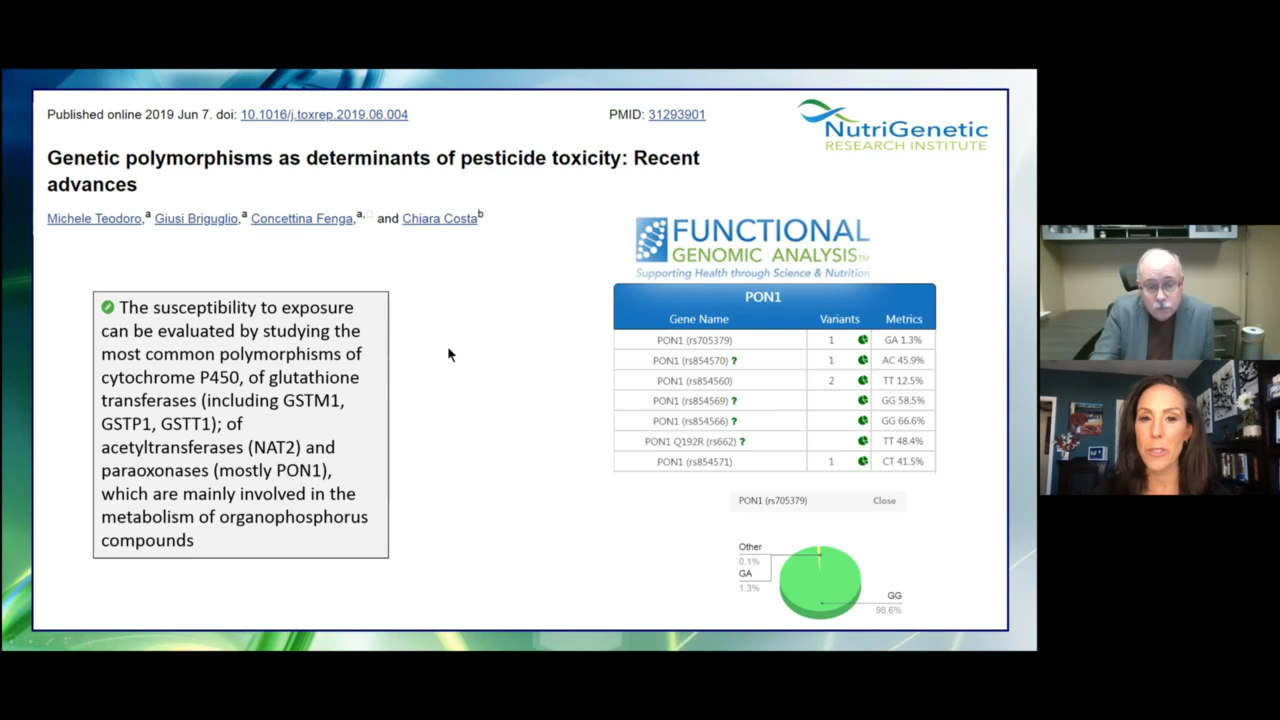 Published online 2019 Jun 7. doi: 10.1016/j.toxrep.2019.06.004
PMID: 31293901
NutriGenetic
RESEARCH INSTITUTE
Genetic polymorphisms as determinants of pesticide toxicity: Recent
advances
Michele Teodoro,a Giusi Briguglio,a Concettina Fenga,a, and Chiara Costab
FUNCTIONAL
GENOMIC ANALYSIS™
Supporting Health through Science & Nutrition
The susceptibility to exposure
can be evaluated by studying the
most common polymorphisms of
cytochrome P450, of glutathione
transferases (including GSTM1,
GSTP1, GSTT1); of
acetyltransferases (NAT2) and
paraoxonases (mostly PON1),
which are mainly involved in the
metabolism of organophosphorus
compounds
PON1
Gene Name Variants Metrics
PON1 (rs705379) 1 GA 1.3%
PON1 (rs854570) ? 1 AC 45.9%
PON1 (rs854560) 2 TT 12.5%
PON1 (rs854569) ? GG 58.5%
PON1 (rs854566) ? GG 66.6%
PON1 Q192R (rs662) ? TT 48.4%
PON1 (rs854571) 1 CT 41.5%
PON1 (rs705379) Close
Other
0.1%
GA
1.3%
GG
98.6%